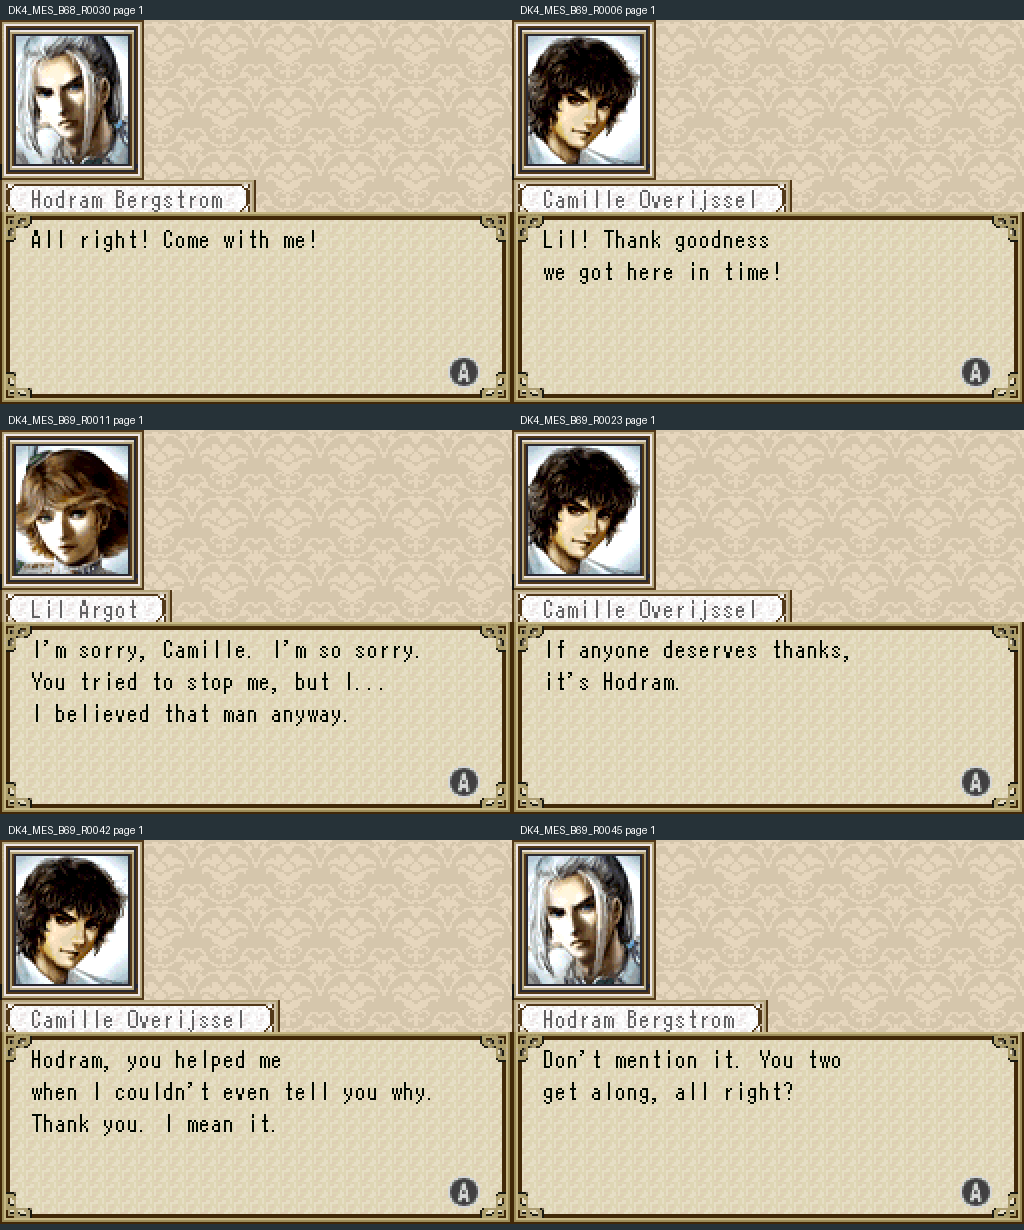 DK4_MES_B68_R0030 page 1
Hodram Bergstrom
All right! Come with me!
A
DK4_MES_B69_R0006 page 1
Camille Overijssel
Lil! Thank goodness
we got here in time!
A
DK4_MES_B69_R0011 page 1
Lil Argot
I'm sorry, Camille. I'm so sorry.
You tried to stop me, but I...
I believed that man anyway.
A
DK4_MES_B69_R0023 page 1
Camille Overijssel
If anyone deserves thanks,
it's Hodram.
A
DK4_MES_B69_R0042 page 1
Camille Overijssel
Hodram, you helped me
when I couldn't even tell you why.
Thank you. I mean it.
A
DK4_MES_B69_R0045 page 1
Hodram Bergstrom
Don't mention it. You two
get along, all right?
A